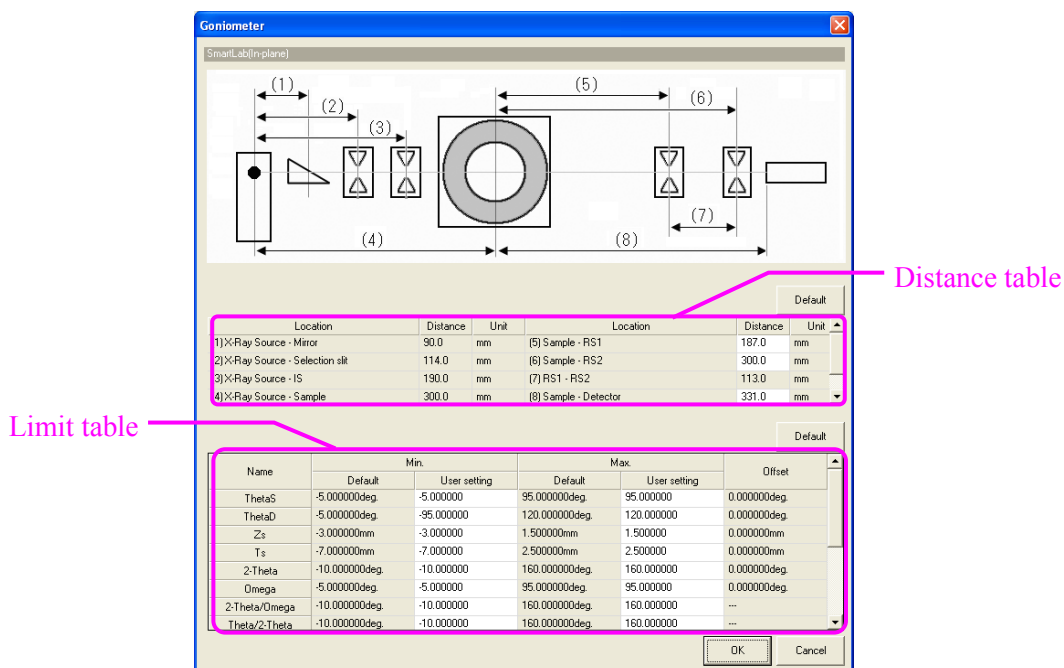 Goniometer
SmartLab(In-plane)
(1)
(2)
(3)
(4)
(5)
(6)
(7)
(8)
Distance table
Default
Location Distance Unit Location Distance Unit
1) X-Ray Source - Mirror 90.0 mm (5) Sample - RS1 187.0 mm
2) X-Ray Source - Selection slit 114.0 mm (6) Sample - RS2 300.0 mm
3) X-Ray Source - IS 190.0 mm (7) RS1 - RS2 113.0 mm
4) X-Ray Source - Sample 300.0 mm (8) Sample - Detector 331.0 mm
Limit table
Default
Name Min. Max. Offset
Default User setting Default User setting
ThetaS -5.000000deg. -5.000000 95.000000deg. 95.000000 0.000000deg.
ThetaD -5.000000deg. -95.000000 120.000000deg. 120.000000 0.000000deg.
Zs -3.000000mm -3.000000 1.500000mm 1.500000 0.000000mm
Ts -7.000000mm -7.000000 2.500000mm 2.500000 0.000000mm
2-Theta -10.000000deg. -10.000000 160.000000deg. 160.000000 0.000000deg.
Omega -5.000000deg. -5.000000 95.000000deg. 95.000000 0.000000deg.
2-Theta/Omega -10.000000deg. -10.000000 160.000000deg. 160.000000 ---
Theta/2-Theta -10.000000deg. -10.000000 160.000000deg. 160.000000 ---
OK Cancel